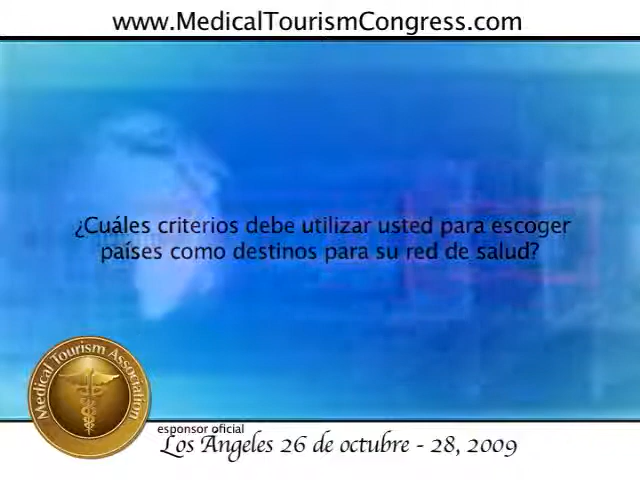 www.MedicalTourismCongress.com
¿Cuáles criterios debe utilizar usted para escoger
países como destinos para su red de salud?
Medical Tourism Association
esponsor oficial
Los Angeles 26 de octubre - 28, 2009